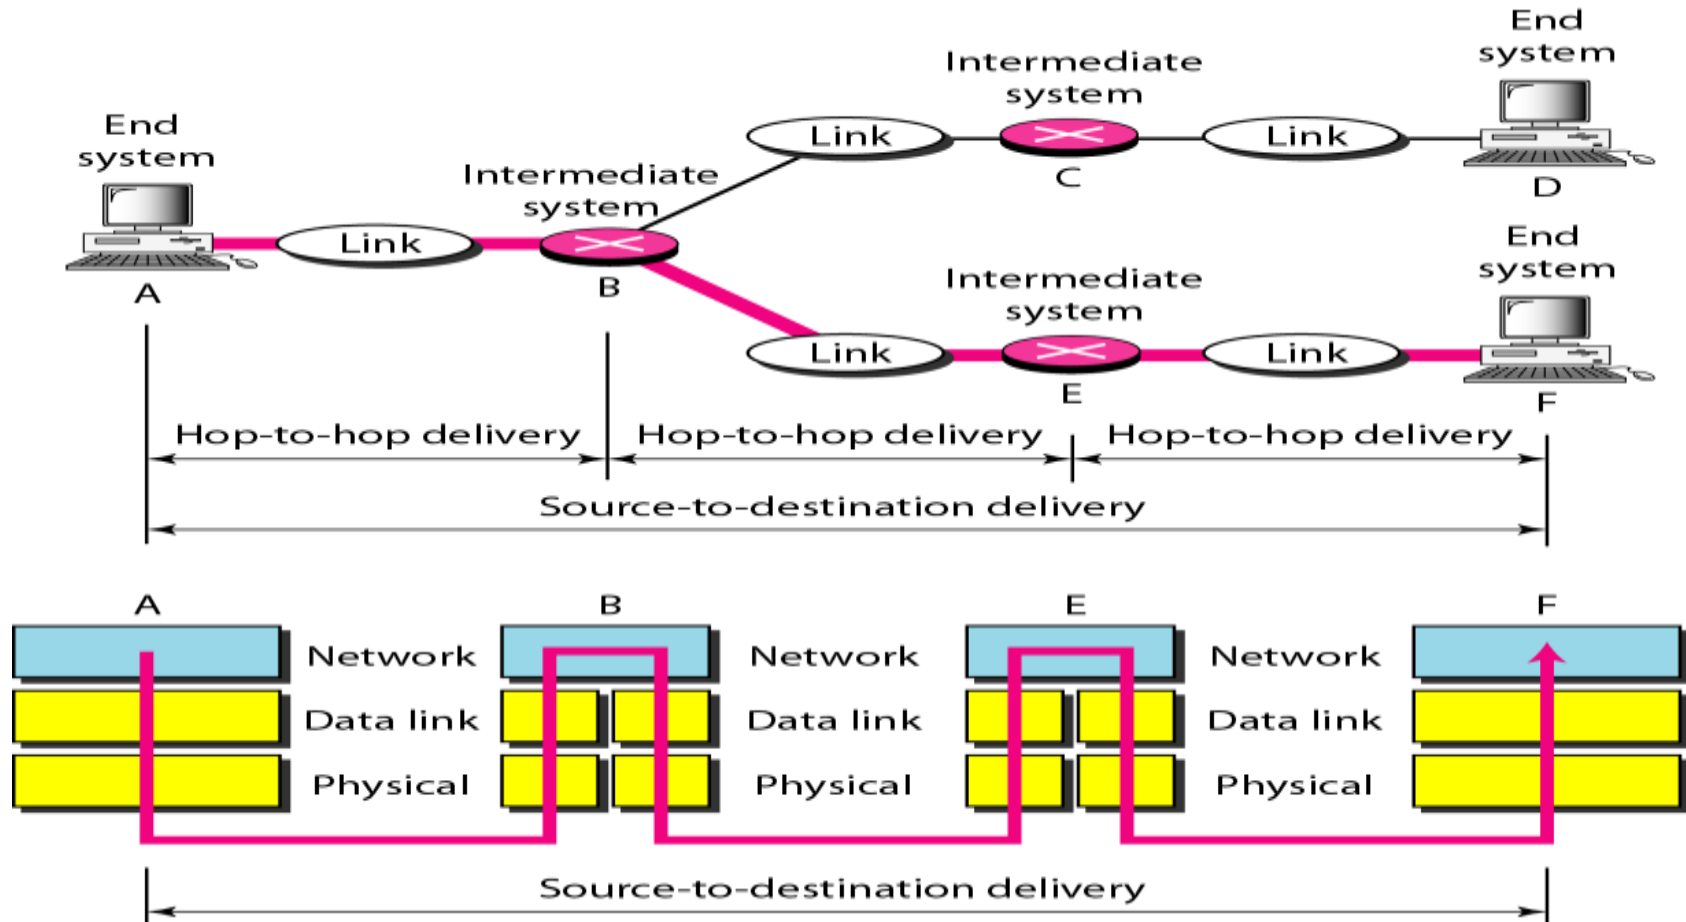 End
system
Intermediate
system
Link
C
Link
D
End
system
A
Link
Intermediate
system
B
End
system
Intermediate
system
Link
E
Link
F
Hop-to-hop delivery
Hop-to-hop delivery
Hop-to-hop delivery
Source-to-destination delivery
A
B
E
F
Network
Network
Network
Data link
Data link
Data link
Physical
Physical
Physical
Source-to-destination delivery